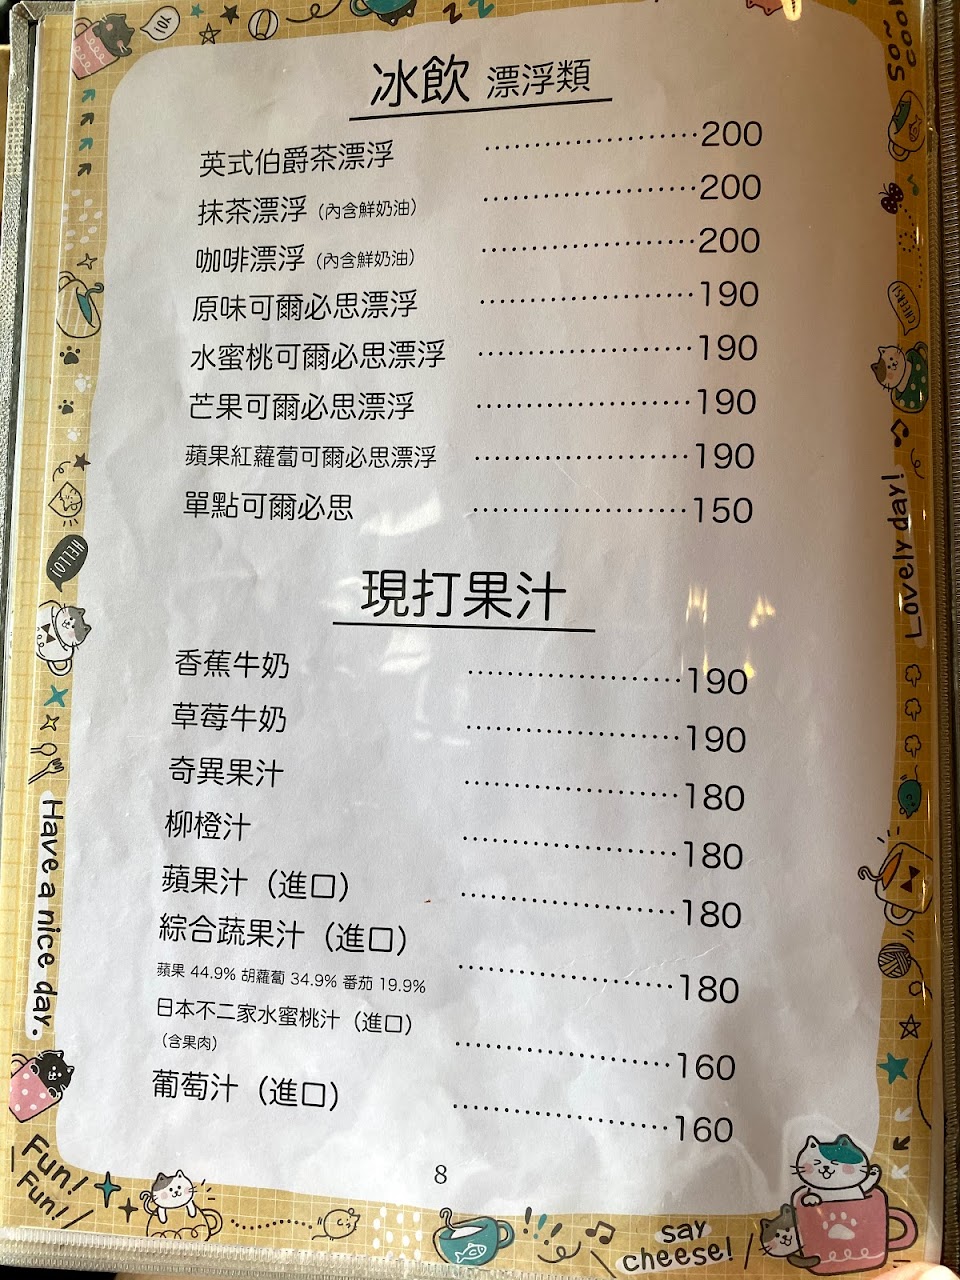 冰飲 漂浮類
英式伯爵茶漂浮 200
抹茶漂浮（內含鮮奶油） 200
咖啡漂浮（內含鮮奶油） 200
原味可爾必思漂浮 190
水蜜桃可爾必思漂浮 190
芒果可爾必思漂浮 190
蘋果紅蘿蔔可爾必思漂浮 190
單點可爾必思 150
現打果汁
香蕉牛奶 190
草莓牛奶 190
奇異果汁 180
柳橙汁 180
蘋果汁（進口） 180
綜合蔬果汁（進口） 180
蘋果 44.9% 胡蘿蔔 34.9% 番茄 19.9%
日本不二家水蜜桃汁（進口） 160
（含果肉）
葡萄汁（進口） 160
8
HELLO!
Have a nice day.
Fun!
Fun!
say
cheese!
So~
cool
CHEERS!
Lovely day!